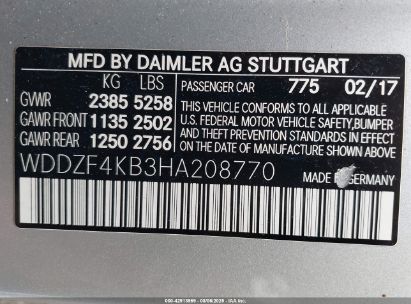 MFD BY DAIMLER AG STUTTGART
KG LBS
PASSENGER CAR 775 02/17
GVWR 2385 5258
GAWR FRONT 1135 2502
GAWR REAR 1250 2756
THIS VEHICLE CONFORMS TO ALL APPLICABLE
U.S. FEDERAL MOTOR VEHICLE SAFETY, BUMPER
AND THEFT PREVENTION STANDARDS IN EFFECT
ON THE DATE OF MANUFACTURE SHOWN ABOVE
WDDZF4KB3HA208770
GERMANY